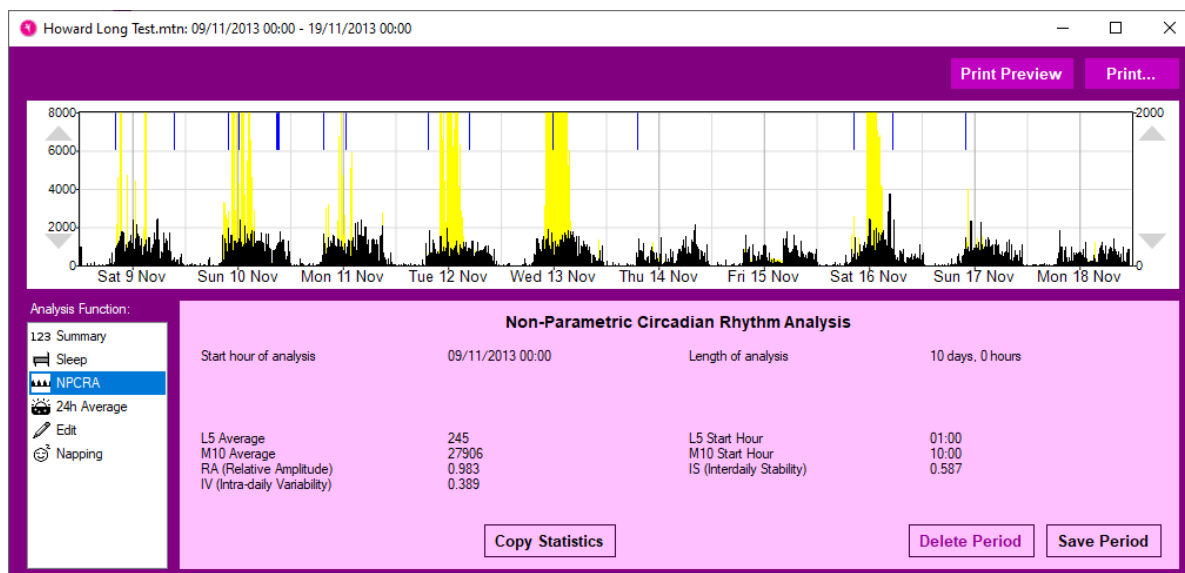 Howard Long Test.mtn: 09/11/2013 00:00 - 19/11/2013 00:00
Print Preview Print...
8000 2000
6000
4000
2000
0 0
Sat 9 Nov Sun 10 Nov Mon 11 Nov Tue 12 Nov Wed 13 Nov Thu 14 Nov Fri 15 Nov Sat 16 Nov Sun 17 Nov Mon 18 Nov
Analysis Function:
123 Summary
Sleep
NPCRA
24h Average
Edit
Napping
Non-Parametric Circadian Rhythm Analysis
Start hour of analysis 09/11/2013 00:00 Length of analysis 10 days, 0 hours
L5 Average 245 L5 Start Hour 01:00
M10 Average 27906 M10 Start Hour 10:00
RA (Relative Amplitude) 0.983 IS (Interdaily Stability) 0.587
IV (Intra-daily Variability) 0.389
Copy Statistics Delete Period Save Period